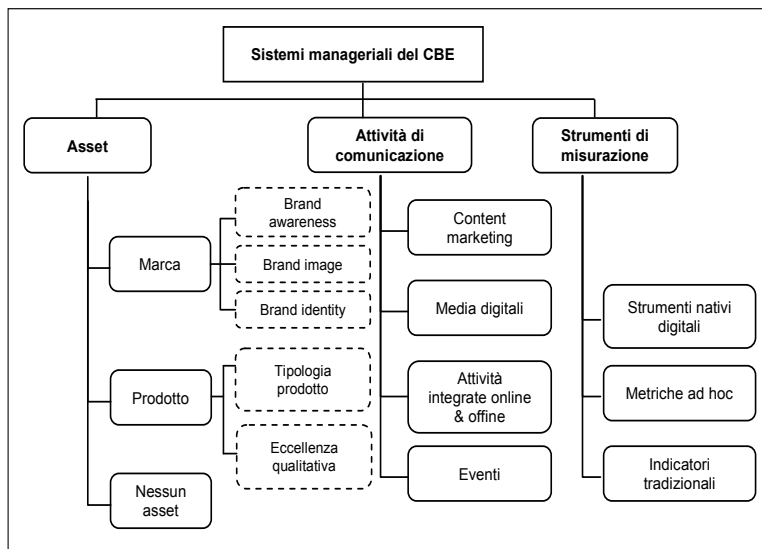 Sistemi manageriali del CBE
Asset
Attività di
comunicazione
Strumenti di
misurazione
Marca
Brand
awareness
Brand image
Brand identity
Prodotto
Tipologia
prodotto
Eccellenza
qualitativa
Nessun
asset
Content
marketing
Media digitali
Attività
integrate online
& offine
Eventi
Strumenti nativi
digitali
Metriche ad hoc
Indicatori
tradizionali